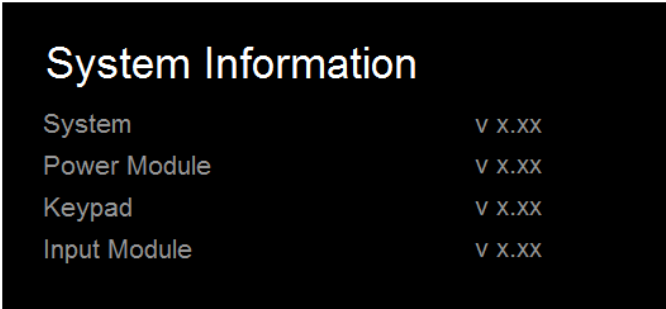 System Information
System v x.xx
Power Module v x.xx
Keypad v x.xx
Input Module v x.xx